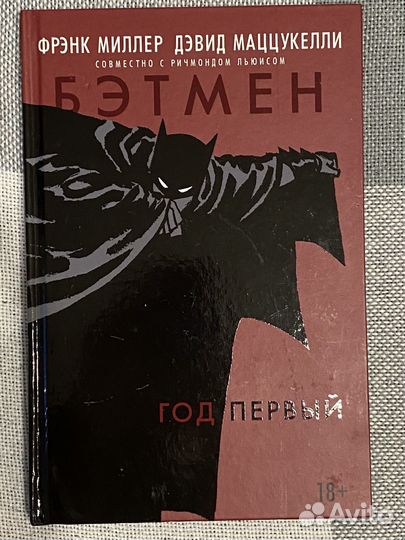 ФРЭНК МИЛЛЕР ДЭВИД МАЦЦУКЕЛЛИ
СОВМЕСТНО С РИЧМОНДОМ ЛЬЮИСОМ
БЭТМЕН
ГОД ПЕРВЫЙ
18+
Avito